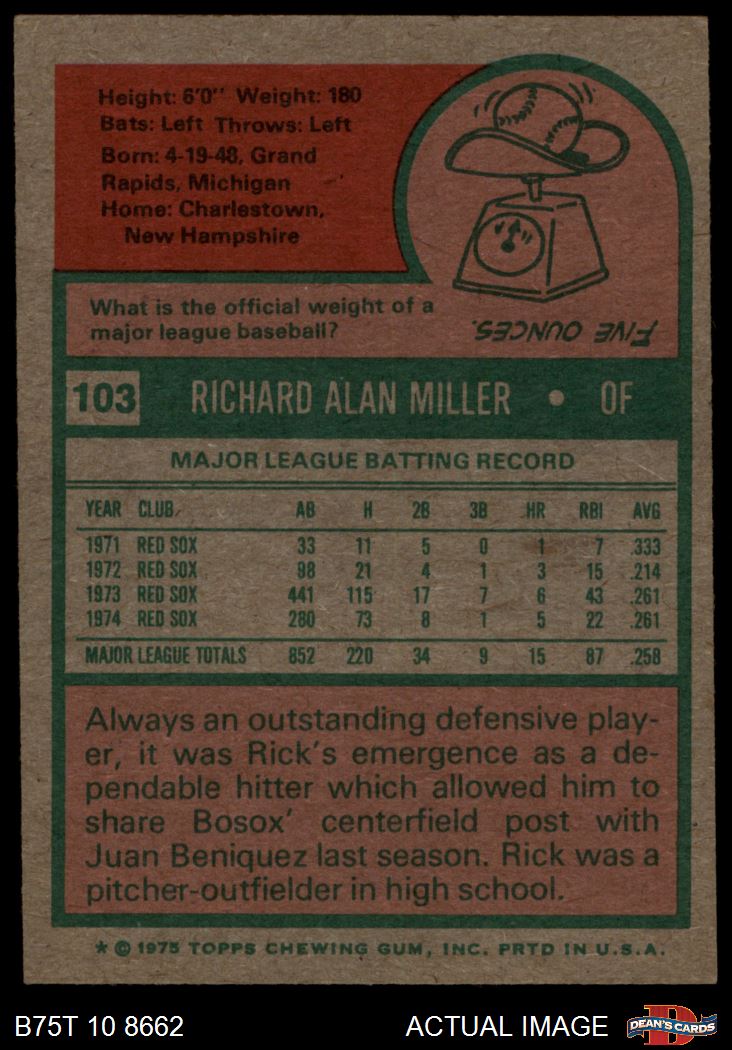 Height: 6'0" Weight: 180
Bats: Left Throws: Left
Born: 4-19-48, Grand
Rapids, Michigan
Home: Charlestown,
New Hampshire
What is the official weight of a
major league baseball?
FIVE OUNCES.
103 RICHARD ALAN MILLER • OF
MAJOR LEAGUE BATTING RECORD
YEAR CLUB AB H 2B 3B HR RBI AVG
1971 RED SOX 33 11 5 0 1 7 .333
1972 RED SOX 98 21 4 1 3 15 .214
1973 RED SOX 441 115 17 7 6 43 .261
1974 RED SOX 280 73 8 1 5 22 .261
MAJOR LEAGUE TOTALS 852 220 34 9 15 87 .258
Always an outstanding defensive play-
er, it was Rick's emergence as a de-
pendable hitter which allowed him to
share Bosox' centerfield post with
Juan Beniquez last season. Rick was a
pitcher-outfielder in high school.
* © 1975 TOPPS CHEWING GUM, INC. PRTD IN U.S.A.
B75T 10 8662 ACTUAL IMAGE D DEAN'S CARDS